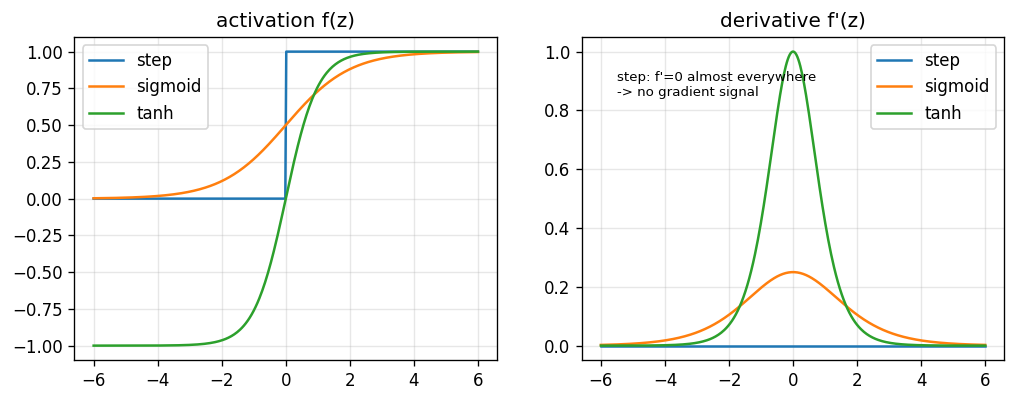 activation f(z)
step
sigmoid
tanh
1.00
0.75
0.50
0.25
0.00
−0.25
−0.50
−0.75
−1.00
−6
−4
−2
0
2
4
6
derivative f'(z)
step: f'=0 almost everywhere
-> no gradient signal
step
sigmoid
tanh
1.0
0.8
0.6
0.4
0.2
0.0
−6
−4
−2
0
2
4
6